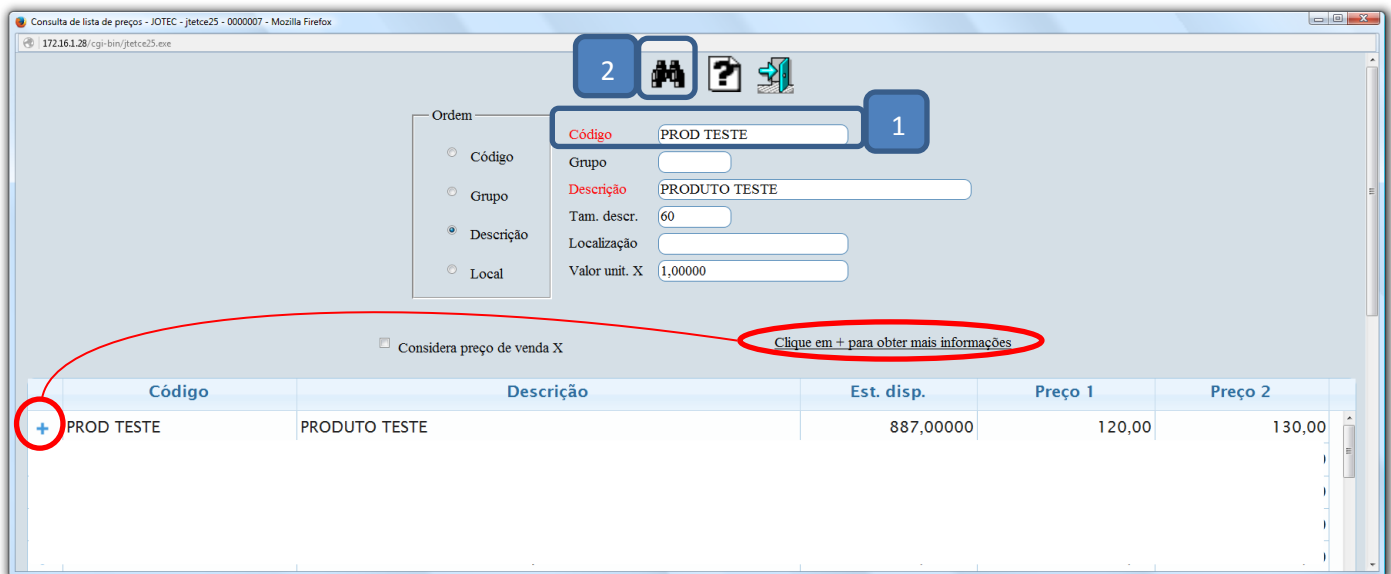 Consulta de lista de preços - JOTEC - jtetce25 - 0000007 - Mozilla Firefox
172.16.1.28/cgi-bin/jtetce25.exe
2
1
Ordem
Código
Grupo
Descrição
Local
Código PROD TESTE
Grupo
Descrição PRODUTO TESTE
Tam. descr. 60
Localização
Valor unit. X 1,00000
Considera preço de venda X
Clique em + para obter mais informações
Código Descrição Est. disp. Preço 1 Preço 2
+ PROD TESTE PRODUTO TESTE 887,00000 120,00 130,00